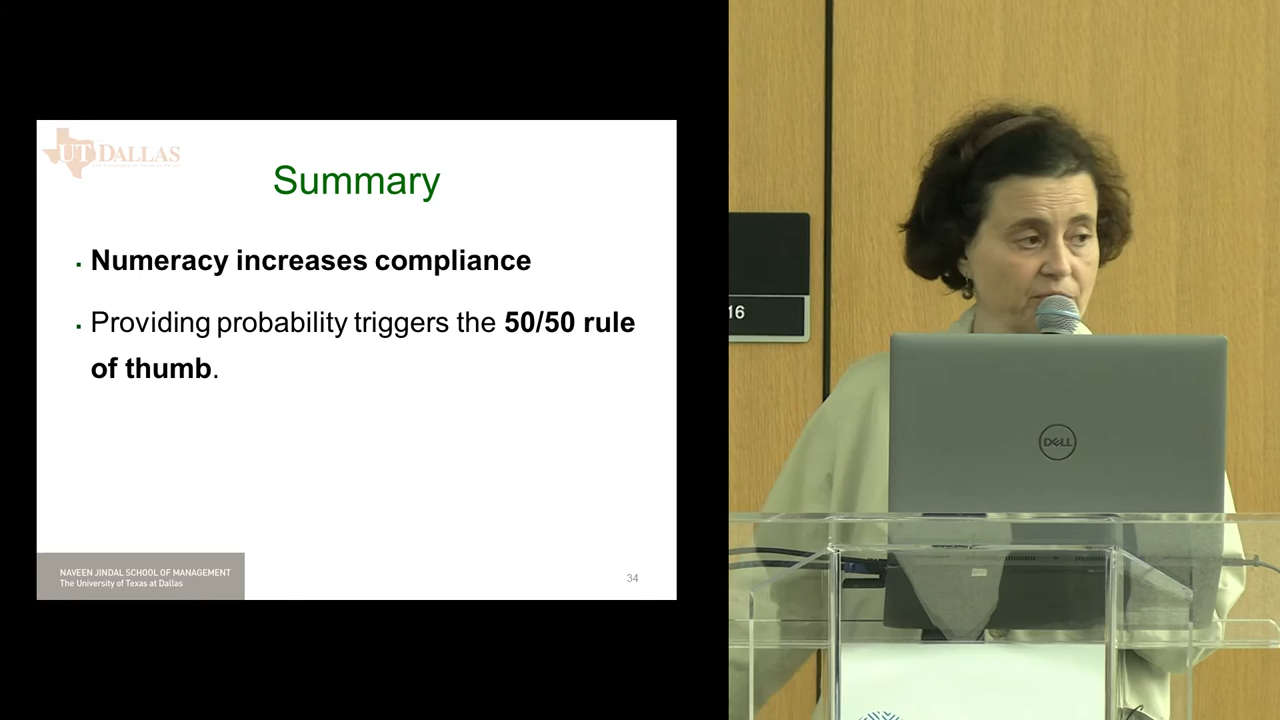 UT DALLAS
Summary
▪ Numeracy increases compliance
▪ Providing probability triggers the 50/50 rule
of thumb.
NAVEEN JINDAL SCHOOL OF MANAGEMENT
The University of Texas at Dallas
34
16
DELL